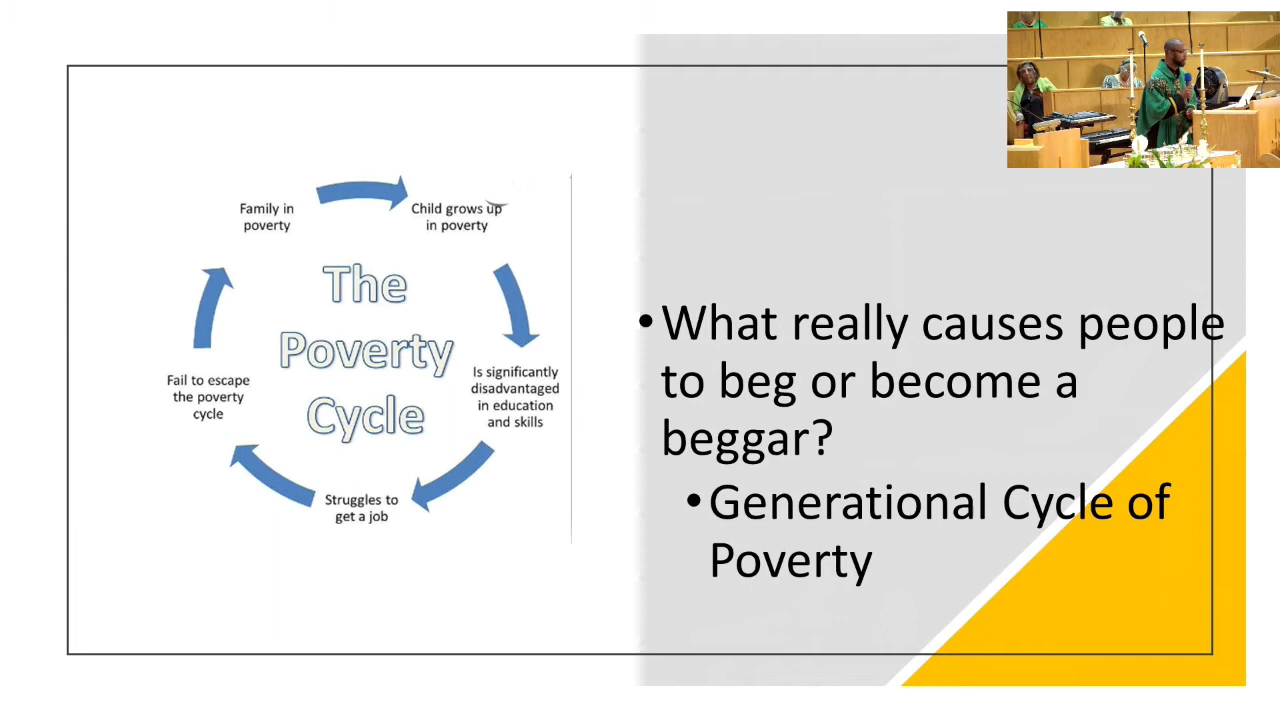 Family in
poverty
Child grows up
in poverty
Is significantly
disadvantaged
in education
and skills
Struggles to
get a job
Fail to escape
the poverty
cycle
The
Poverty
Cycle
•What really causes people
to beg or become a
beggar?
•Generational Cycle of
Poverty